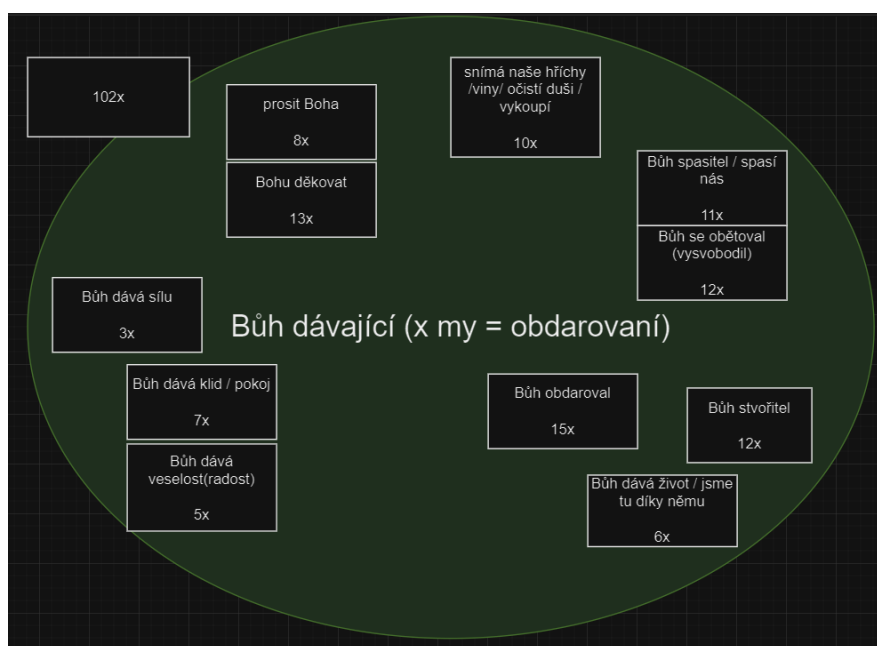 102x
prosit Boha
8x
Bohu děkovat
13x
snímá naše hříchy
/viny/ očistí duši /
vykoupí
10x
Bůh spasitel / spasí
nás
11x
Bůh se obětoval
(vysvobodil)
12x
Bůh dává sílu
3x
Bůh dávající (x my = obdarovaní)
Bůh dává klid / pokoj
7x
Bůh dává
veselost(radost)
5x
Bůh obdaroval
15x
Bůh stvořitel
12x
Bůh dává život / jsme
tu díky němu
6x